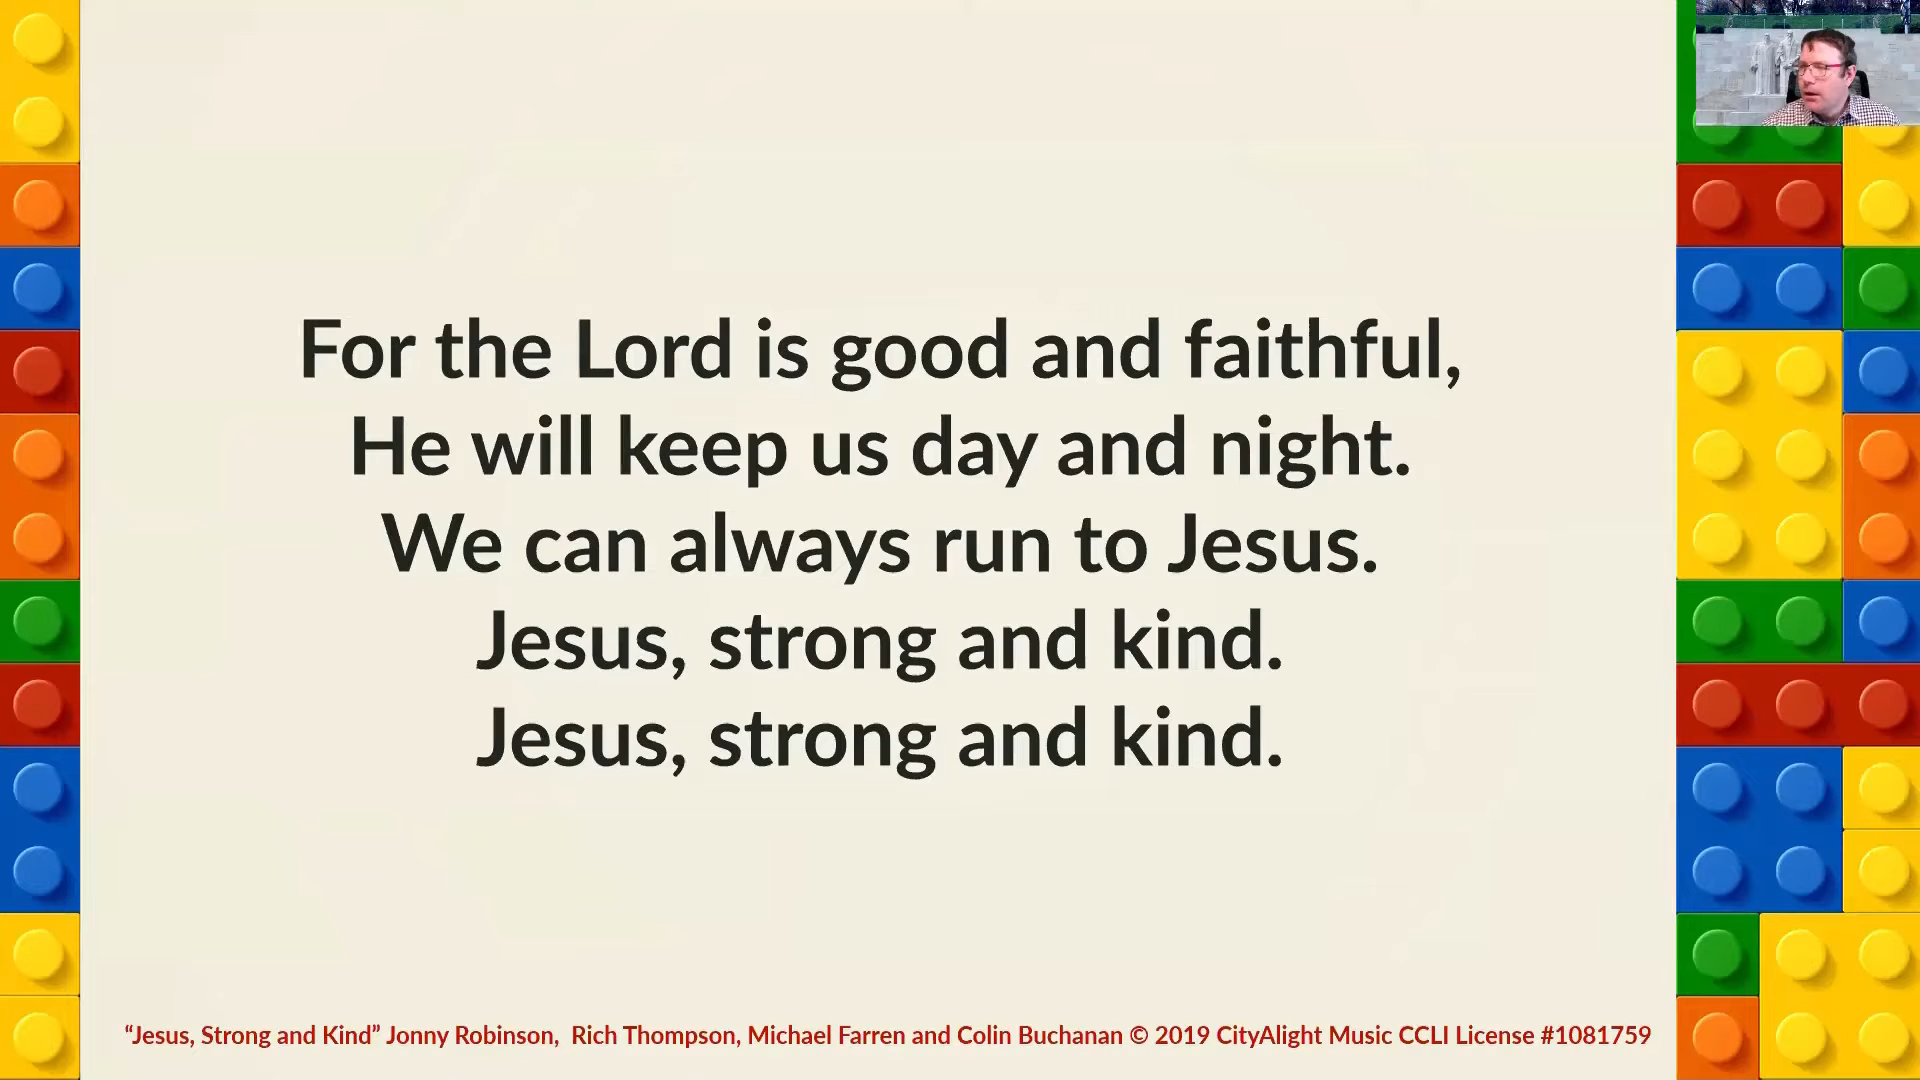 For the Lord is good and faithful,
He will keep us day and night.
We can always run to Jesus.
Jesus, strong and kind.
Jesus, strong and kind.
“Jesus, Strong and Kind” Jonny Robinson, Rich Thompson, Michael Farren and Colin Buchanan © 2019 CityAlight Music CCLI License #1081759